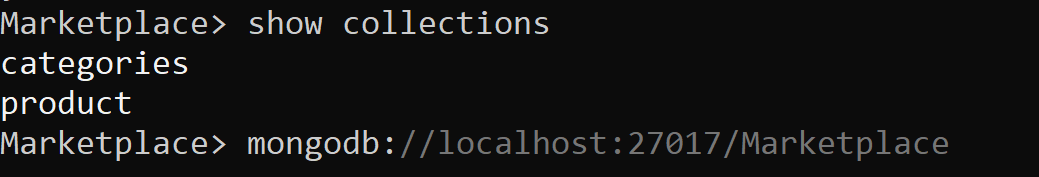 Marketplace> show collections
categories
product
Marketplace> mongodb://localhost:27017/Marketplace